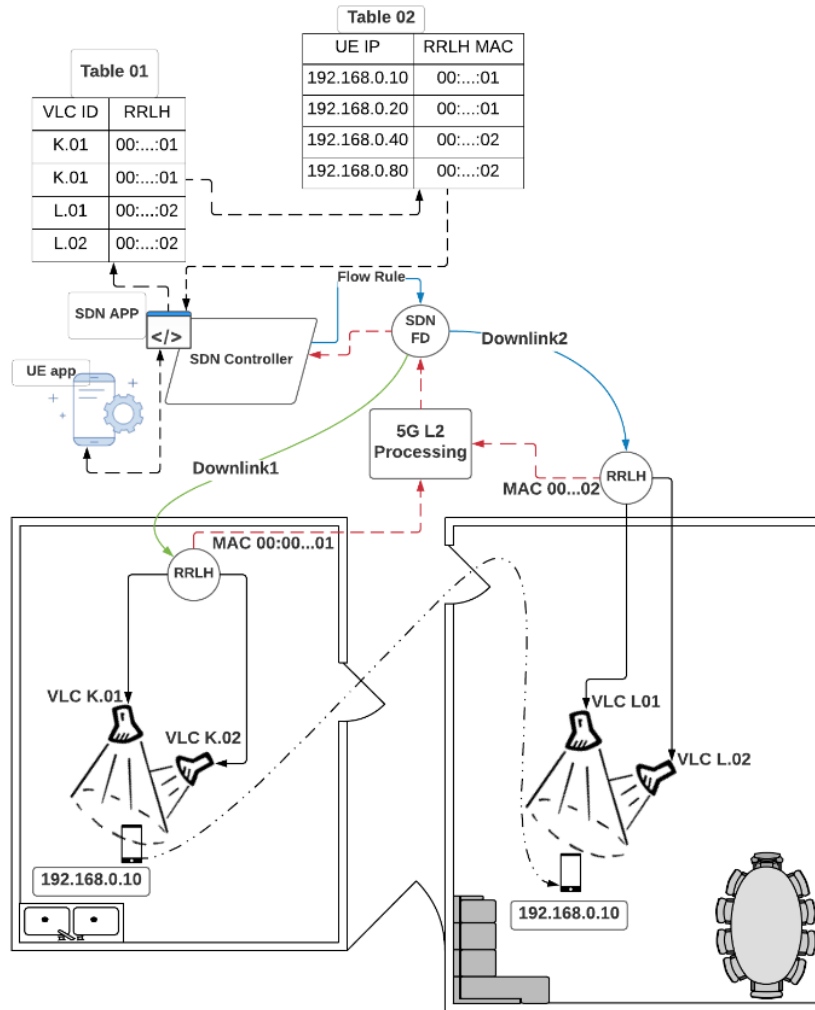 Table 02
UE IP RRLH MAC
192.168.0.10 00:...:01
192.168.0.20 00:...:01
192.168.0.40 00:...:02
192.168.0.80 00:...:02
Table 01
VLC ID RRLH
K.01 00:...:01
K.01 00:...:01
L.01 00:...:02
L.02 00:...:02
Flow Rule
SDN APP
</>
SDN Controller
SDN
FD
Downlink2
UE app
5G L2
Processing
Downlink1
RRLH
MAC 00...02
MAC 00:00...01
RRLH
VLC K.01
VLC K.02
VLC L01
VLC L.02
192.168.0.10
192.168.0.10